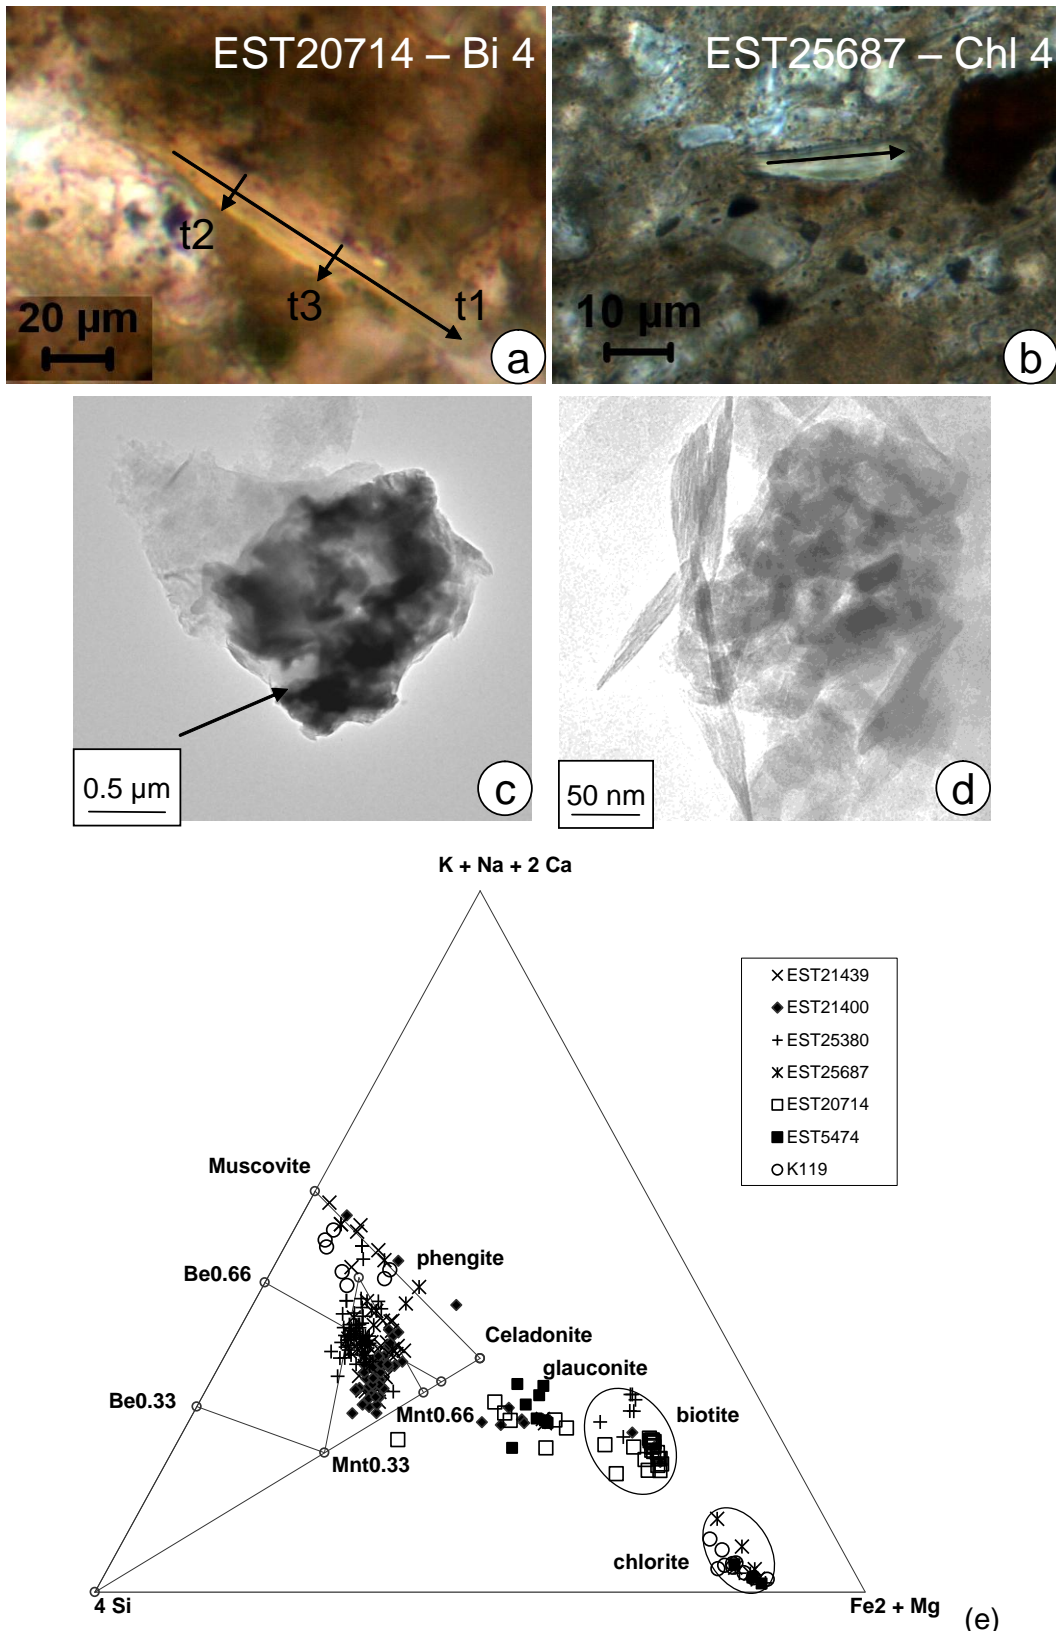 EST20714 – Bi 4
t2
t3
t1
20 µm
a
EST25687 – Chl 4
10 µm
b
0.5 µm
c
50 nm
d
K + Na + 2 Ca
EST21439
EST21400
EST25380
EST25687
EST20714
EST5474
K119
Muscovite
phengite
Be0.66
Celadonite
glauconite
Be0.33
Mnt0.66
biotite
Mnt0.33
chlorite
4 Si
Fe2 + Mg
(e)